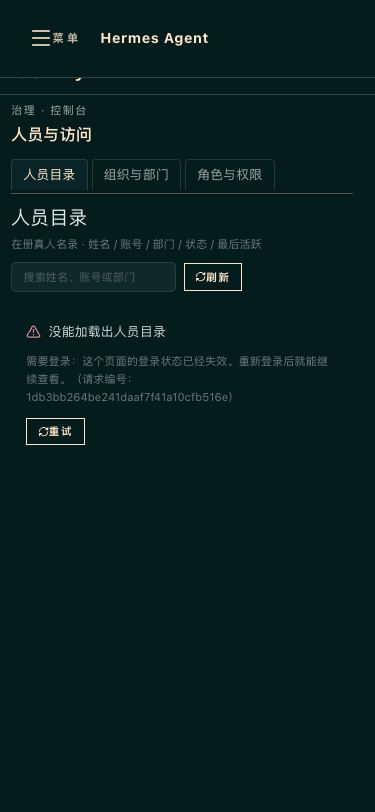 菜单
Hermes Agent
治理 · 控制台
人员与访问
人员目录
组织与部门
角色与权限
人员目录
在册真人名录 · 姓名 / 账号 / 部门 / 状态 / 最后活跃
搜索姓名、账号或部门
刷新
没能加载出人员目录
需要登录：这个页面的登录状态已经失效。重新登录后就能继
续查看。（请求编号：
1db3bb264be241daaf7f41a10cfb516e）
重试